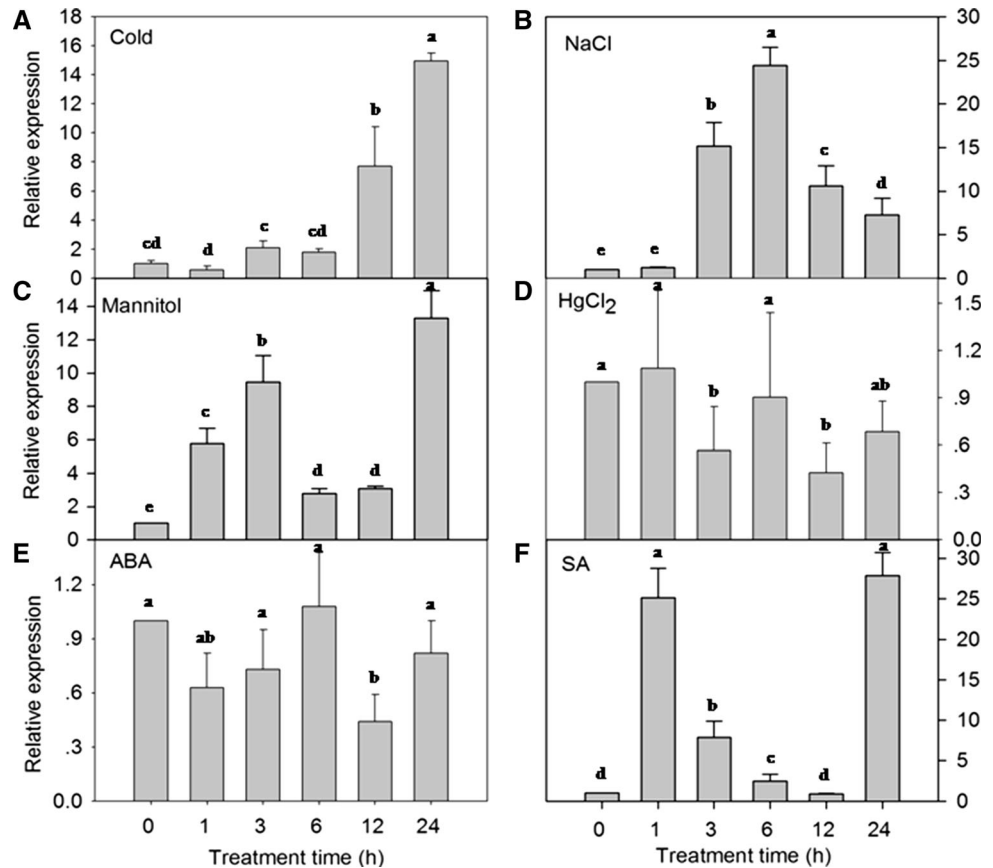 A
Cold
Relative expression
18
16
14
12
10
8
6
4
2
0
cd
d
c
cd
b
a
B
NaCl
30
25
20
15
10
5
0
e
e
b
a
c
d
C
Mannitol
Relative expression
14
12
10
8
6
4
2
0
e
c
b
d
d
a
D
HgCl2
1.5
1.2
.9
.6
.3
0.0
a
a
b
a
b
ab
E
ABA
Relative expression
1.2
.9
.6
.3
0.0
a
ab
a
a
b
a
0 1 3 6 12 24
Treatment time (h)
F
SA
30
25
20
15
10
5
0
d
a
b
c
d
a
0 1 3 6 12 24
Treatment time (h)